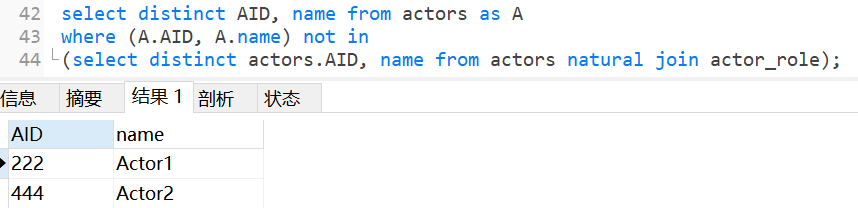 42 select distinct AID, name from actors as A
43 where (A.AID, A.name) not in
44 (select distinct actors.AID, name from actors natural join actor_role);
信息 摘要 结果 1 剖析 状态
AID name
222 Actor1
444 Actor2